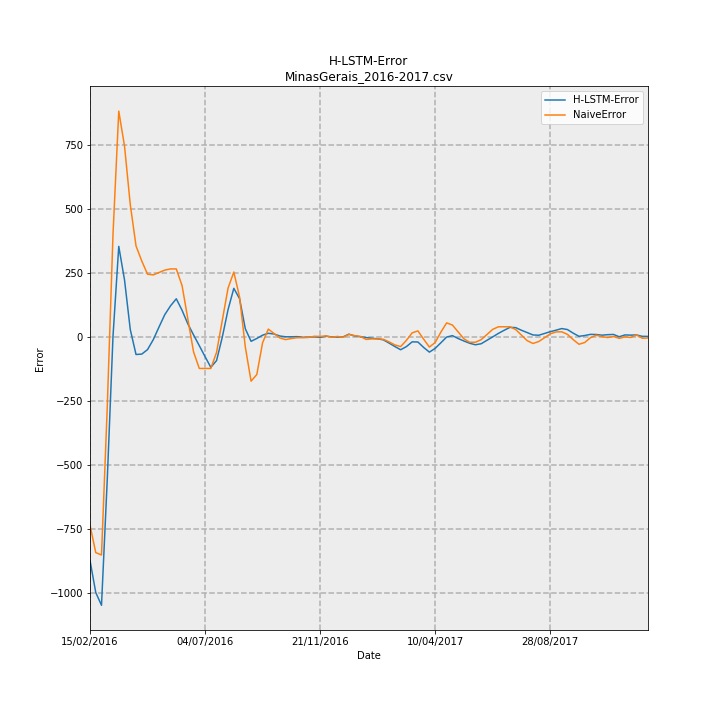 H-LSTM-Error
MinasGerais_2016-2017.csv
H-LSTM-Error
NaiveError
750
500
250
0
−250
−500
−750
−1000
Error
15/02/2016
04/07/2016
21/11/2016
10/04/2017
28/08/2017
Date